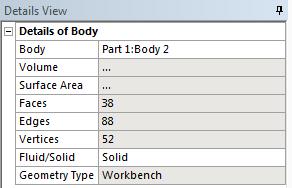 Details View
Details of Body
Body Part 1:Body 2
Volume ...
Surface Area ...
Faces 38
Edges 88
Vertices 52
Fluid/Solid Solid
Geometry Type Workbench